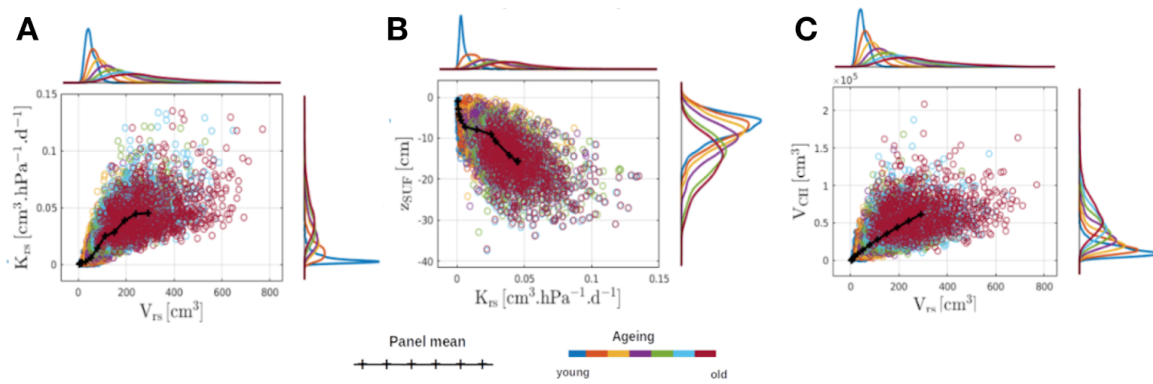 A
B
C
0.15
0.1
0.05
0
K_rs [cm³.hPa⁻¹.d⁻¹]
0 200 400 600 800
V_rs [cm³]
0
-10
-20
-30
-40
z_SUF [cm]
0 0.05 0.1 0.15
K_rs [cm³.hPa⁻¹.d⁻¹]
×10⁵
2
1.5
1
0.5
0
[cm³]
0 200 400 600 800
V_rs [cm³]
Panel mean
Ageing
young old